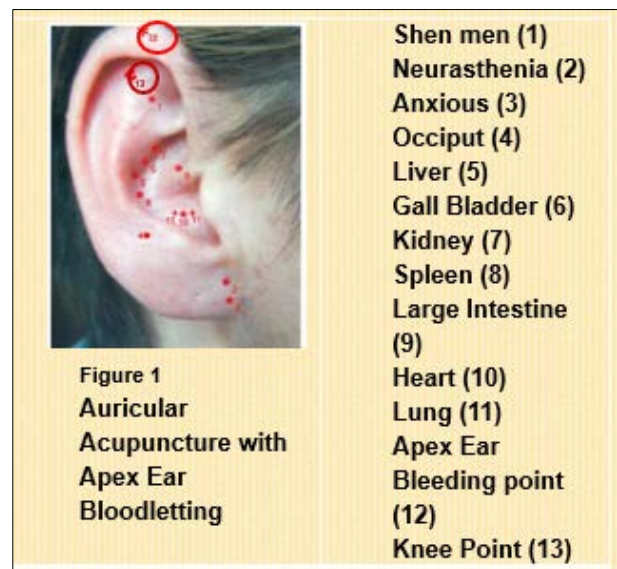 Shen men (1)
Neurasthenia (2)
Anxious (3)
Occiput (4)
Liver (5)
Gall Bladder (6)
Kidney (7)
Spleen (8)
Large Intestine
(9)
Heart (10)
Lung (11)
Apex Ear
Bleeding point
(12)
Knee Point (13)
Figure 1
Auricular
Acupuncture with
Apex Ear
Bloodletting
13